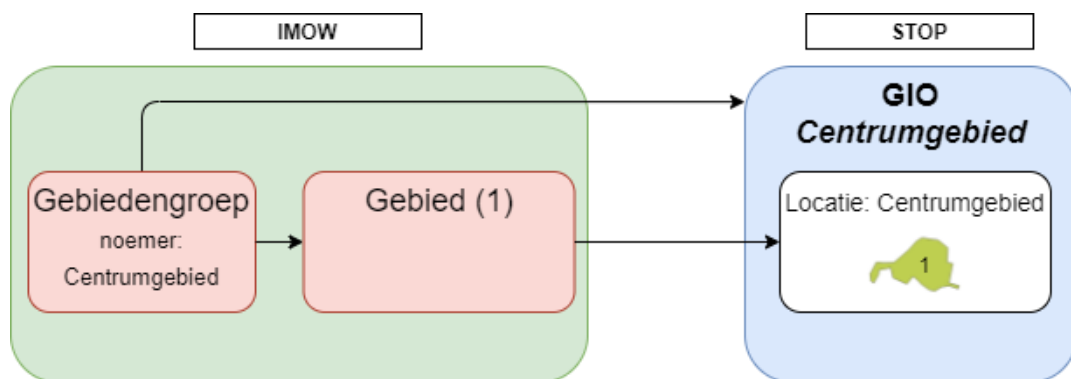 IMOW
STOP
GIO
Centrumgebied
Gebiedengroep
noemer:
Centrumgebied
Gebied (1)
Locatie: Centrumgebied
1